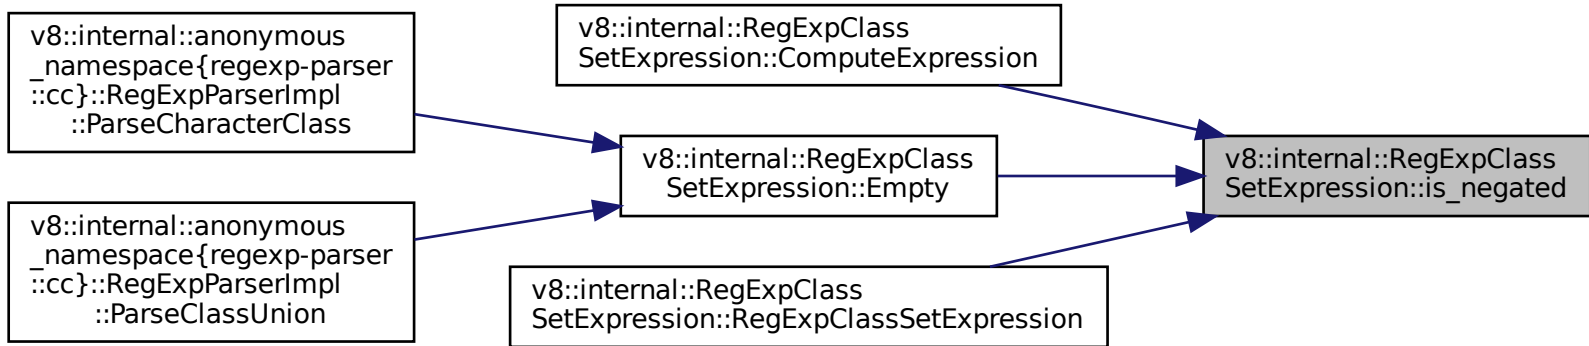 v8::internal::anonymous
_namespace{regexp-parser
::cc}::RegExpParserImpl
::ParseCharacterClass
v8::internal::anonymous
_namespace{regexp-parser
::cc}::RegExpParserImpl
::ParseClassUnion
v8::internal::RegExpClass
SetExpression::ComputeExpression
v8::internal::RegExpClass
SetExpression::Empty
v8::internal::RegExpClass
SetExpression::RegExpClassSetExpression
v8::internal::RegExpClass
SetExpression::is_negated